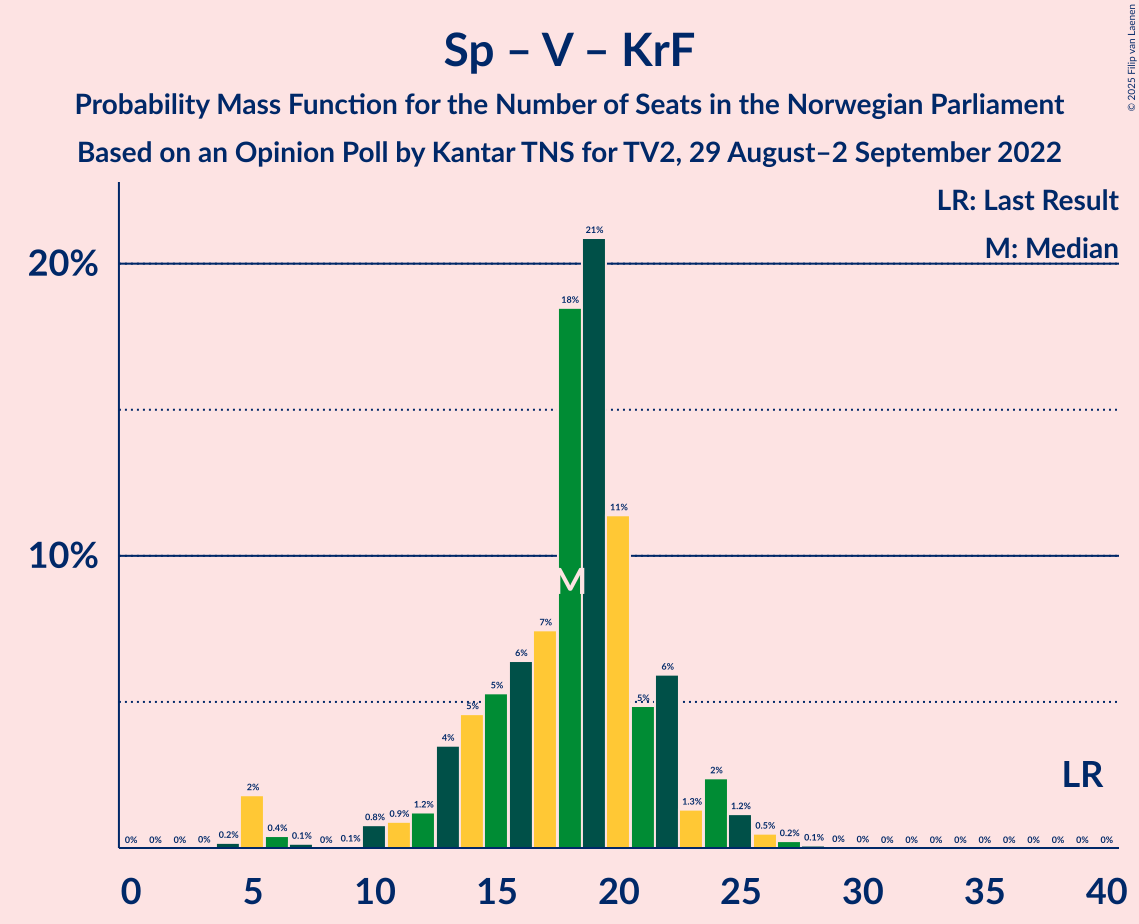 Sp – V – KrF
Probability Mass Function for the Number of Seats in the Norwegian Parliament
Based on an Opinion Poll by Kantar TNS for TV2, 29 August–2 September 2022
© 2025 Filip van Laenen
LR: Last Result
M: Median
20%
10%
0% 0% 0% 0% 0.2% 2% 0.4% 0.1% 0% 0.1% 0.8% 0.9% 1.2% 4% 5% 5% 6% 7% 18% 21% 11% 5% 6% 1.3% 2% 1.2% 0.5% 0.2% 0.1% 0% 0% 0% 0% 0% 0% 0% 0% 0% 0% 0% 0%
M
LR
0 5 10 15 20 25 30 35 40